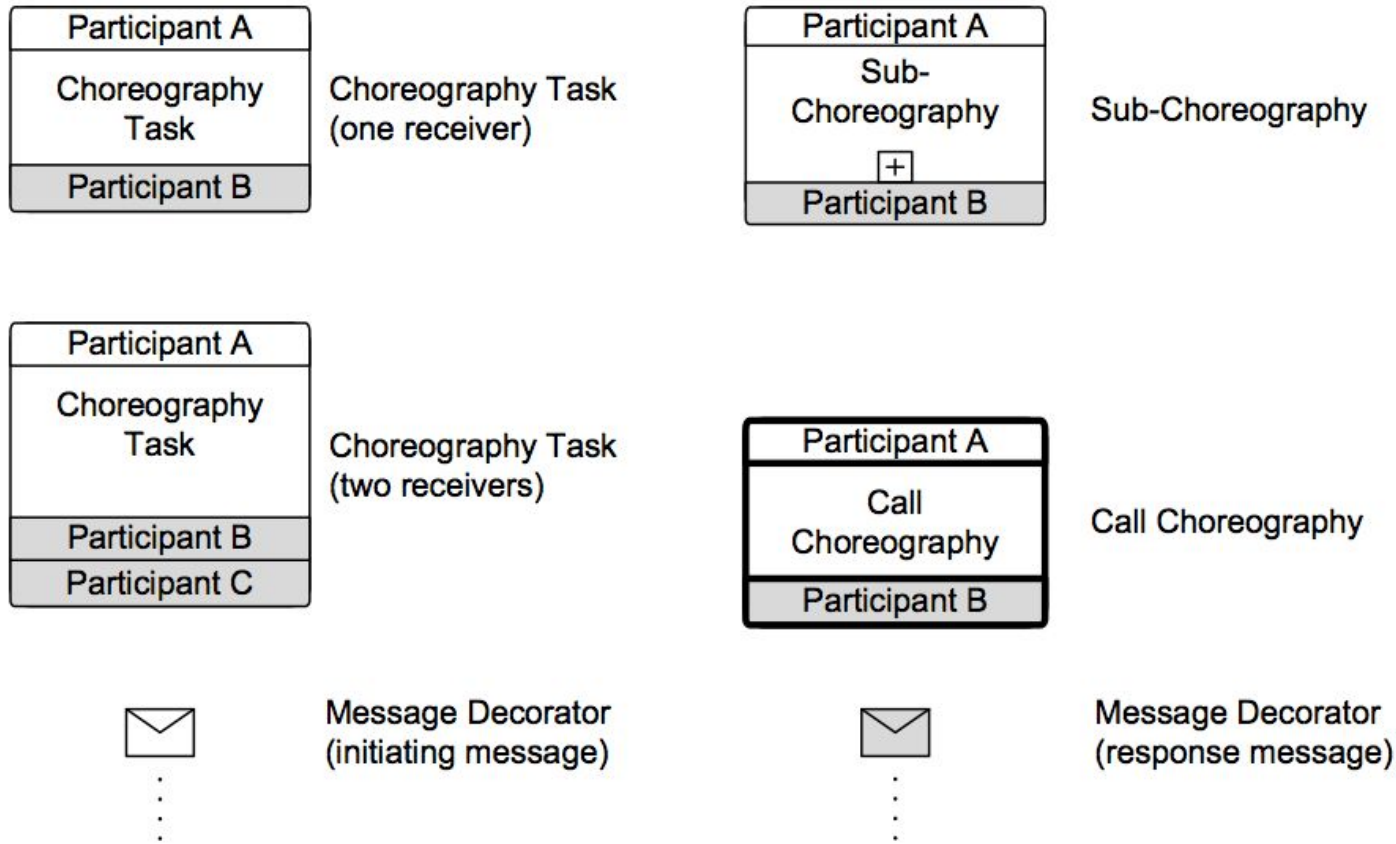 Participant A
Choreography
Task
Participant B
Choreography Task
(one receiver)
Participant A
Sub-
Choreography
+
Participant B
Sub-Choreography
Participant A
Choreography
Task
Participant B
Participant C
Choreography Task
(two receivers)
Participant A
Call
Choreography
Participant B
Call Choreography
Message Decorator
(initiating message)
Message Decorator
(response message)